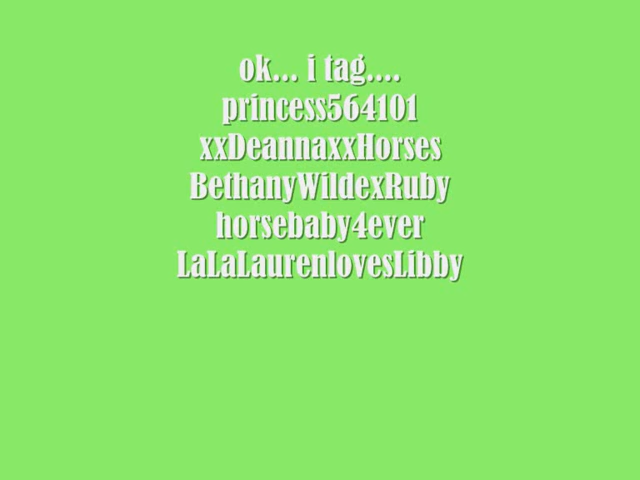 ok... i tag....
princess564101
xxDeannaxxHorses
BethanyWildexRuby
horsebaby4ever
LaLaLaurenlovesLibby